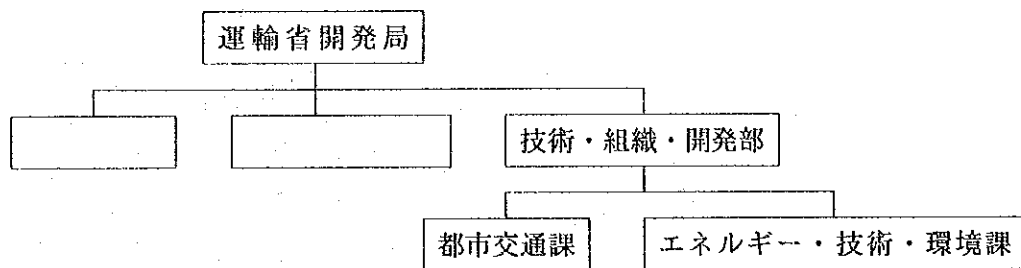 運輸省開発局
技術・組織・開発部
都市交通課
エネルギー・技術・環境課